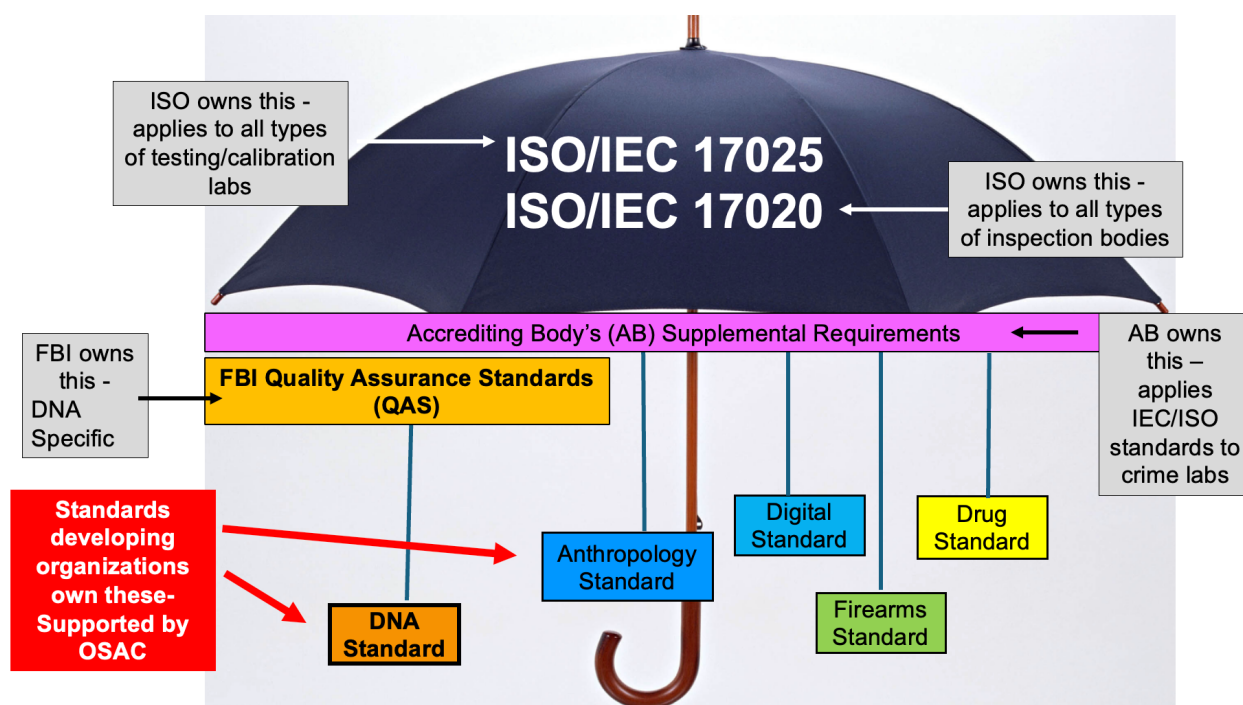 ISO owns this -
applies to all types
of testing/calibration
labs
ISO/IEC 17025
ISO/IEC 17020
ISO owns this -
applies to all types
of inspection bodies
Accrediting Body's (AB) Supplemental Requirements
AB owns
this –
applies
IEC/ISO
standards to
crime labs
FBI owns
this -
DNA
Specific
FBI Quality Assurance Standards
(QAS)
Standards
developing
organizations
own these-
Supported by
OSAC
DNA
Standard
Anthropology
Standard
Digital
Standard
Firearms
Standard
Drug
Standard